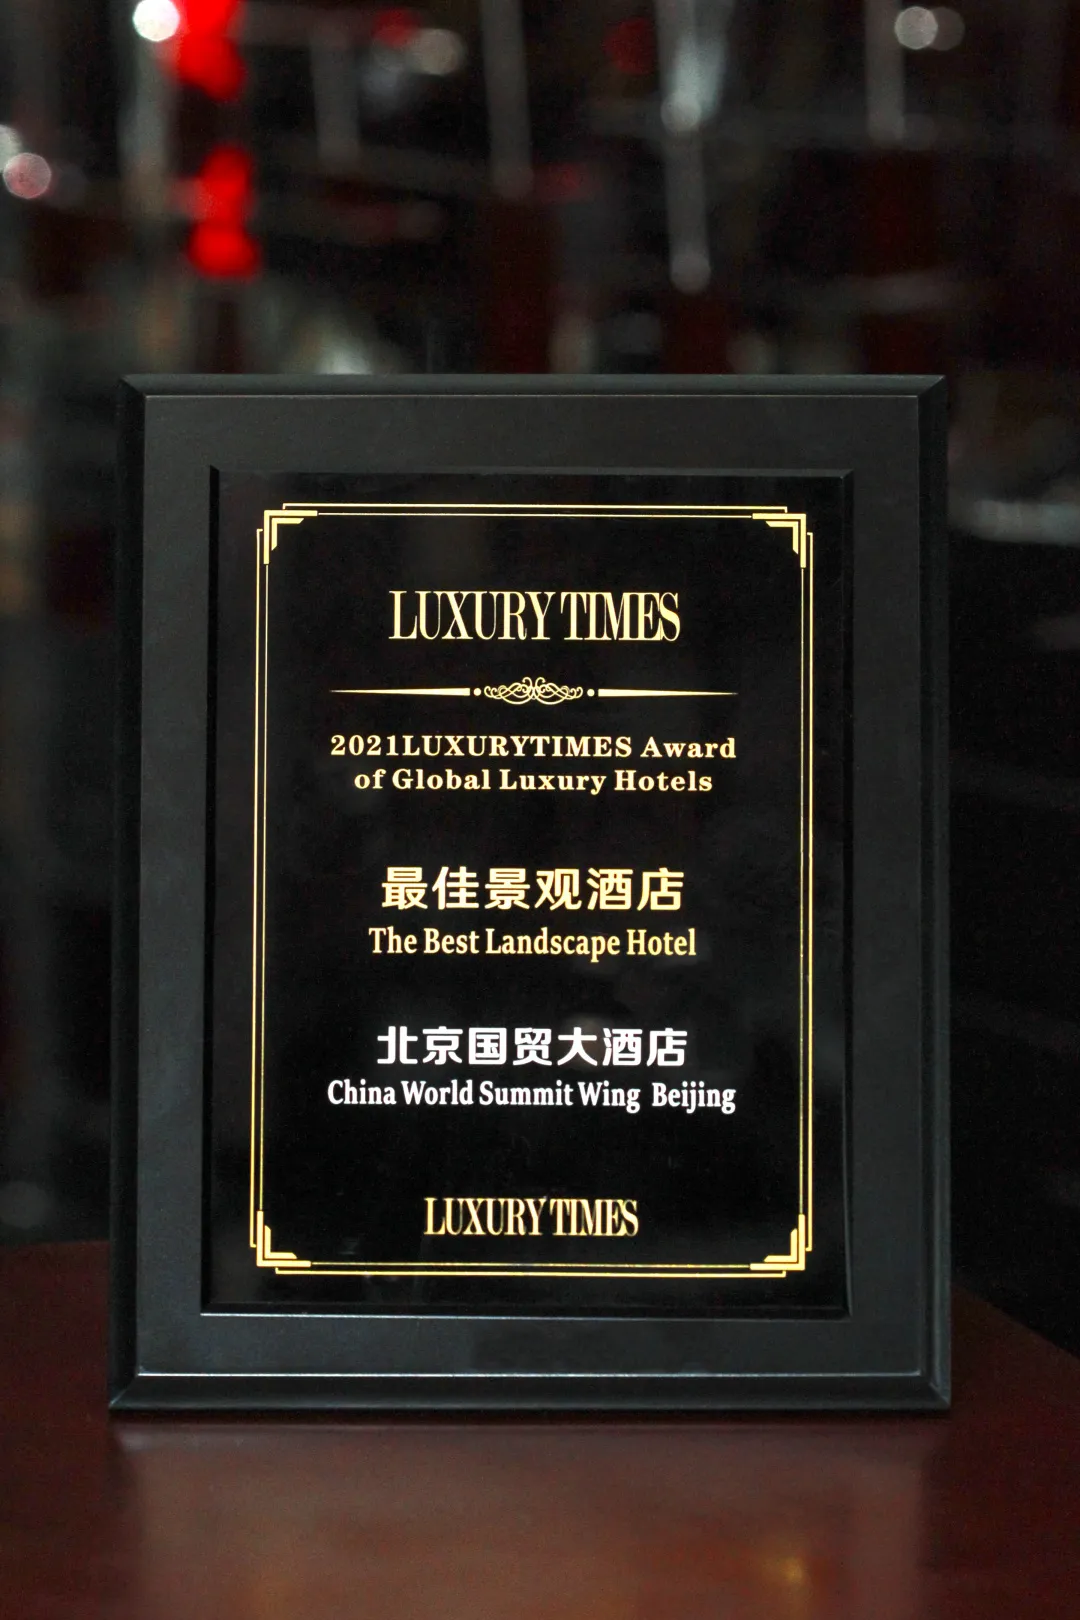 LUXURY TIMES
2021LUXURYTIMES Award
of Global Luxury Hotels
最佳景观酒店
The Best Landscape Hotel
北京国贸大酒店
China World Summit Wing Beijing
LUXURY TIMES